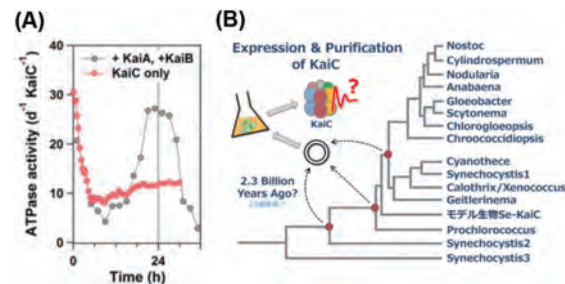 (A)
ATPase activity (d⁻¹ KaiC⁻¹)
40
30
20
10
0
+ KaiA, +KaiB
KaiC only
0
24
Time (h)
(B)
Expression & Purification
of KaiC
?
KaiC
2.3 Billion
Years Ago?
Nostoc
Cylindrospermum
Nodularia
Anabaena
Gloeobacter
Scytonema
Chlorogloeopsis
Chroococcidiopsis
Cyanothece
Synechocystis1
Calothrix/Xenococcus
Geitlerinema
モデル生物Se-KaiC
Prochlorococcus
Synechocystis2
Synechocystis3